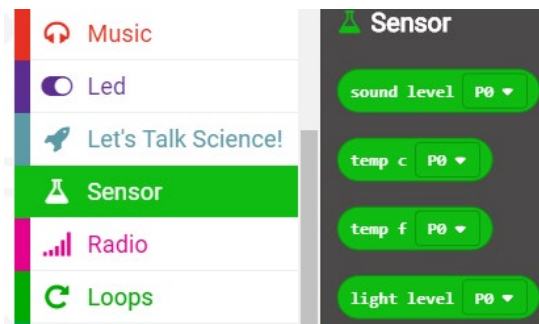 Music
Led
Let's Talk Science!
Sensor
Radio
Loops
Sensor
sound level P0
temp c P0
temp f P0
light level P0